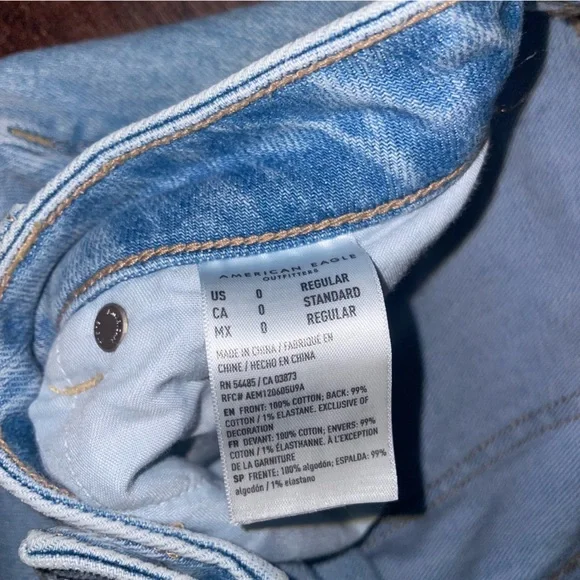 AMERICAN EAGLE
OUTFITTERS
US 0 REGULAR
CA 0 STANDARD
MX 0 REGULAR
MADE IN CHINA / FABRIQUÉ EN
CHINE / HECHO EN CHINA
RN 54485 / CA 03873
RFC# AEM120605U9A
EN FRONT: 100% COTTON; BACK: 99%
COTTON / 1% ELASTANE. EXCLUSIVE OF
DECORATION
FR DEVANT: 100% COTON; ENVERS: 99%
COTON / 1% ÉLASTHANNE. À L'EXCEPTION
DE LA GARNITURE
SP FRENTE: 100% algodón; ESPALDA: 99%
algodón / 1% elastano